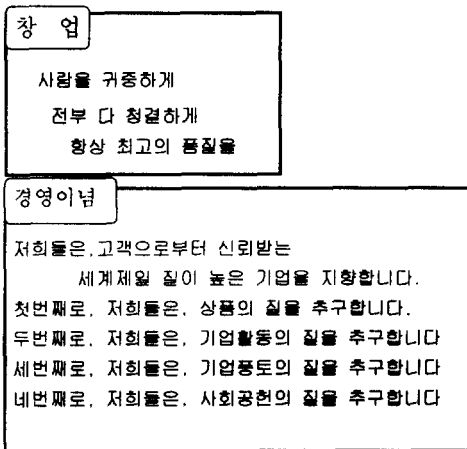 창 업
사람을 귀중하게
전부 다 청결하게
항상 최고의 품질을
경영이념
저희들은,고객으로부터 신뢰받는
세계제일 질이 높은 기업을 지향합니다.
첫번째로, 저희들은, 상품의 질을 추구합니다.
두번째로, 저희들은, 기업활동의 질을 추구합니다
세번째로, 저희들은, 기업풍토의 질을 추구합니다
네번째로, 저희들은, 사회공헌의 질을 추구합니다